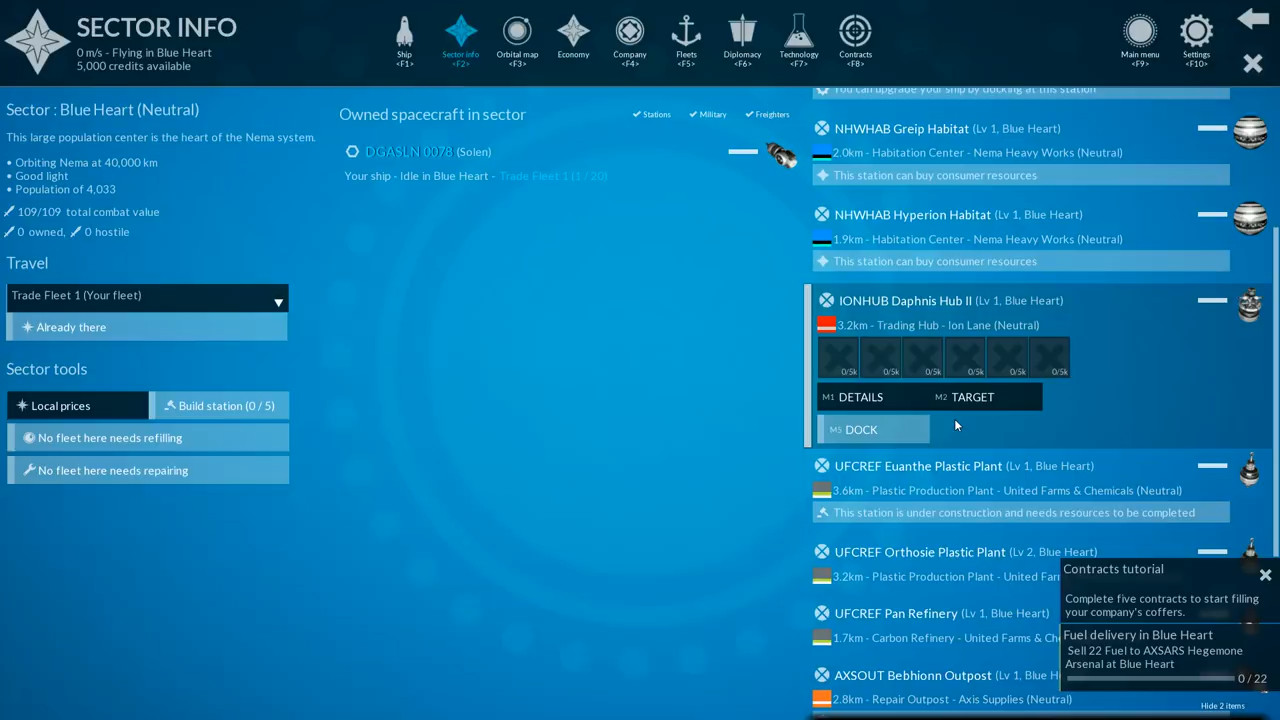 SECTOR INFO
0 m/s - Flying in Blue Heart
5,000 credits available
Ship
<F1>
Sector info
<F2>
Orbital map
<F3>
Economy
Company
<F4>
Fleets
<F5>
Diplomacy
<F6>
Technology
<F7>
Contracts
<F8>
Main menu
<F9>
Settings
<F10>
Sector : Blue Heart (Neutral)
This large population center is the heart of the Nema system.
• Orbiting Nema at 40,000 km
• Good light
• Population of 4,033
109/109 total combat value
0 owned, 0 hostile
Travel
Trade Fleet 1 (Your fleet)
Already there
Sector tools
Local prices
Build station (0 / 5)
No fleet here needs refilling
No fleet here needs repairing
Owned spacecraft in sector
Stations
Military
Freighters
DGASLN 0078 (Solen)
Your ship - Idle in Blue Heart - Trade Fleet 1 (1 / 20)
You can upgrade your ship by docking at this station
NHWHAB Greip Habitat (Lv 1, Blue Heart)
2.0km - Habitation Center - Nema Heavy Works (Neutral)
This station can buy consumer resources
NHWHAB Hyperion Habitat (Lv 1, Blue Heart)
1.9km - Habitation Center - Nema Heavy Works (Neutral)
This station can buy consumer resources
IONHUB Daphnis Hub II (Lv 1, Blue Heart)
3.2km - Trading Hub - Ion Lane (Neutral)
0/5k 0/5k 0/5k 0/5k 0/5k 0/5k
M1 DETAILS
M2 TARGET
M5 DOCK
UFCREF Euanthe Plastic Plant (Lv 1, Blue Heart)
3.6km - Plastic Production Plant - United Farms & Chemicals (Neutral)
This station is under construction and needs resources to be completed
UFCREF Orthosie Plastic Plant (Lv 2, Blue Heart)
3.2km - Plastic Production Plant - United Farm
UFCREF Pan Refinery (Lv 1, Blue Heart)
1.7km - Carbon Refinery - United Farms & Che
AXSOUT Bebhionn Outpost (Lv 1, Blue H
2.8km - Repair Outpost - Axis Supplies (Neutral)
Contracts tutorial
Complete five contracts to start filling
your company's coffers.
Fuel delivery in Blue Heart
Sell 22 Fuel to AXSARS Hegemone
Arsenal at Blue Heart
0 / 22
Hide 2 items